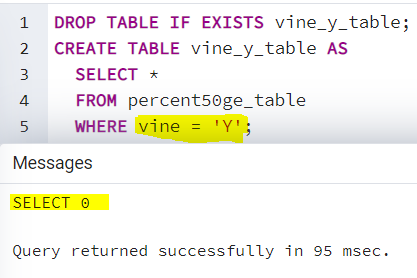 1 DROP TABLE IF EXISTS vine_y_table;
2 CREATE TABLE vine_y_table AS
3 SELECT *
4 FROM percent50ge_table
5 WHERE vine = 'Y';
Messages
SELECT 0
Query returned successfully in 95 msec.